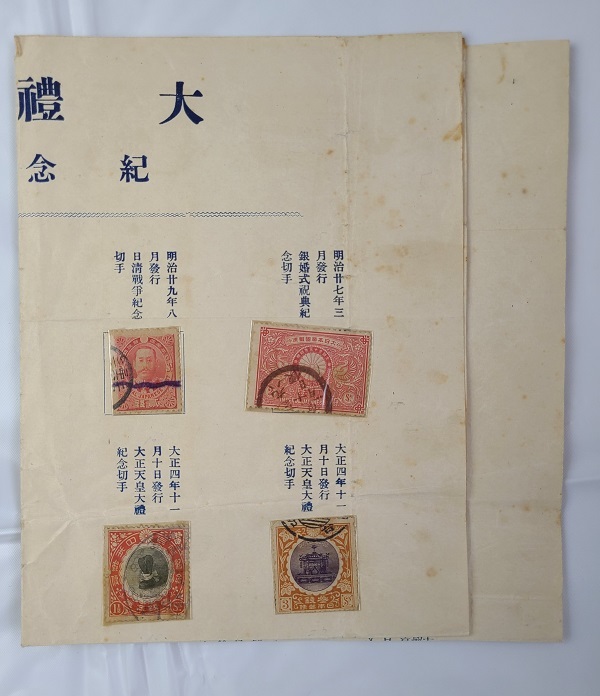 大禮
紀念
明治廿七年三
月發行
銀婚式祝典紀
念切手
明治廿九年八
月發行
日清戰爭紀念
切手
大正四年十一
月十日發行
大正天皇大禮
紀念切手
大正四年十一
月十日發行
大正天皇大禮
紀念切手